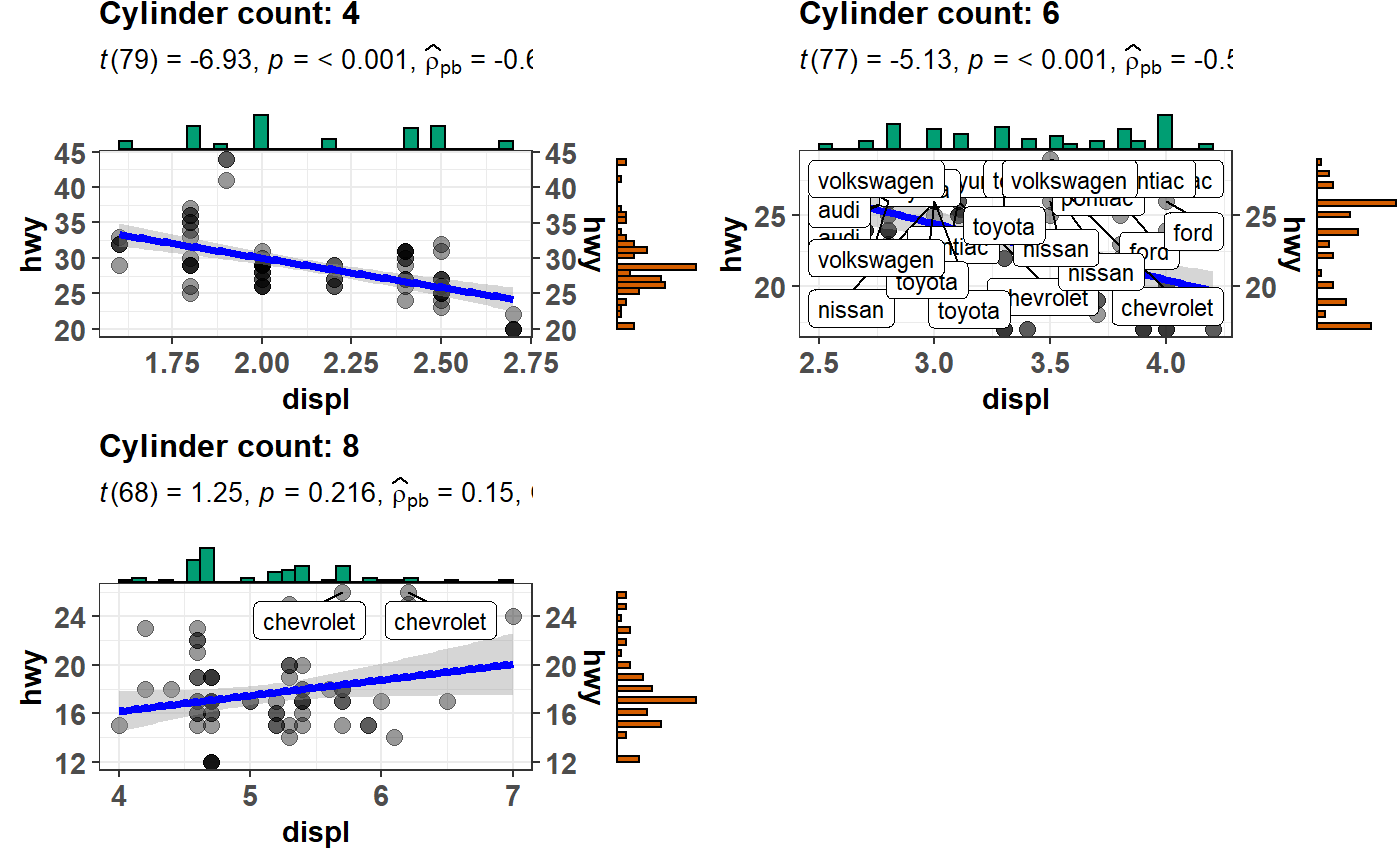 Cylinder count: 4
t(79) = -6.93, p = < 0.001, ρ̂pb = -0.6
45 45
40 40
35 35
30 30
25 25
20 20
hwy
hwy
1.75 2.00 2.25 2.50 2.75
displ
Cylinder count: 6
t(77) = -5.13, p = < 0.001, ρ̂pb = -0.5
volkswagen volkswagen
pontiac
audi
toyota
ford
audi
nissan
ford
volkswagen
nissan
toyota
nissan
toyota
chevrolet
chevrolet
25 25
20 20
hwy
hwy
2.5 3.0 3.5 4.0
displ
Cylinder count: 8
t(68) = 1.25, p = 0.216, ρ̂pb = 0.15,
chevrolet chevrolet
24 24
20 20
16 16
12 12
hwy
hwy
4 5 6 7
displ